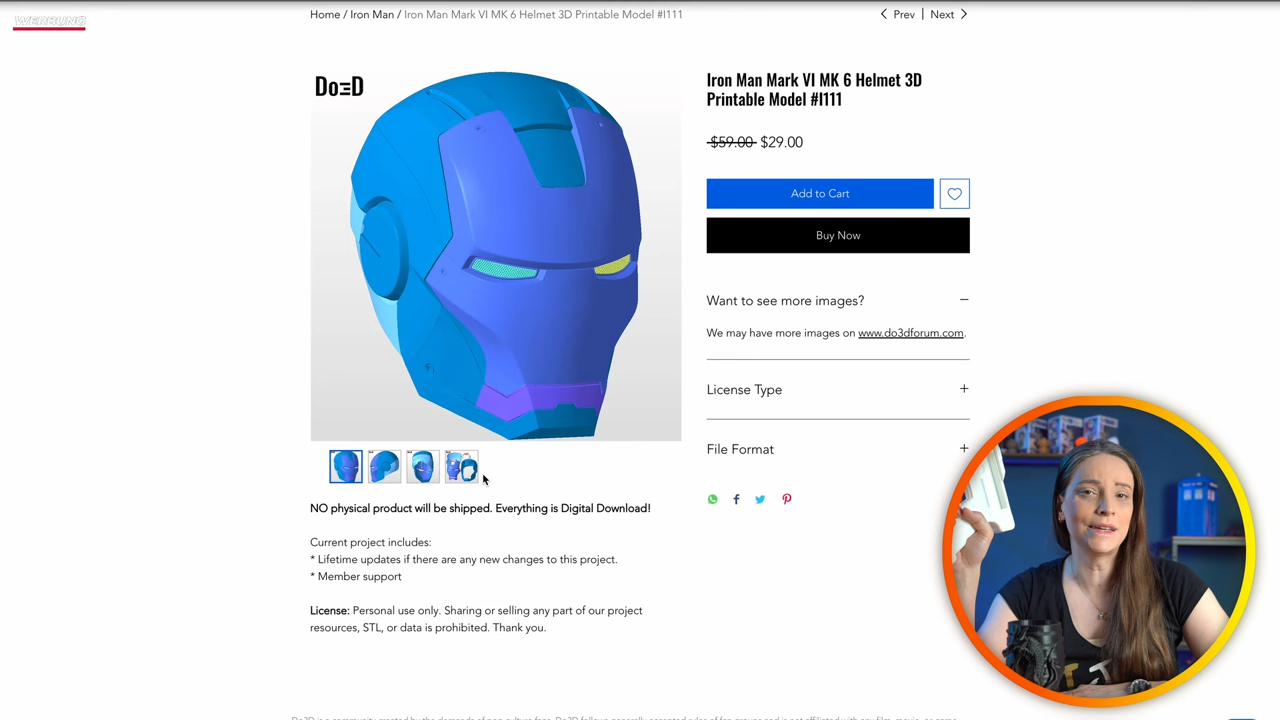 WERBUNG
Home / Iron Man / Iron Man Mark VI MK 6 Helmet 3D Printable Model #I111
Prev | Next
Do3D
Iron Man Mark VI MK 6 Helmet 3D
Printable Model #I111
$59.00 $29.00
Add to Cart
Buy Now
Want to see more images?
We may have more images on www.do3dforum.com.
License Type
File Format
NO physical product will be shipped. Everything is Digital Download!
Current project includes:
* Lifetime updates if there are any new changes to this project.
* Member support
License: Personal use only. Sharing or selling any part of our project
resources, STL, or data is prohibited. Thank you.